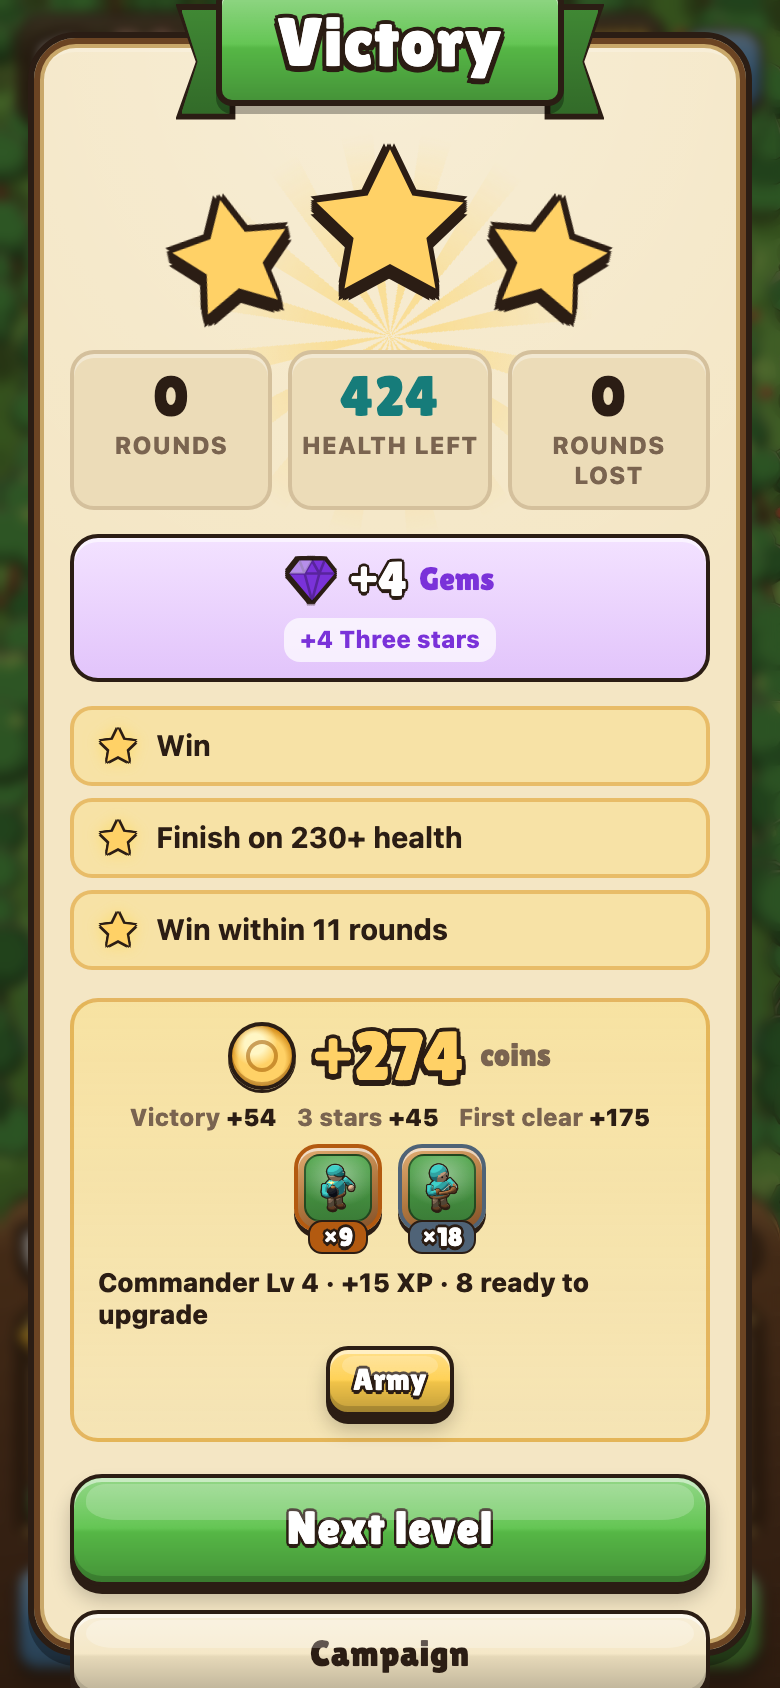 Victory
0
ROUNDS
424
HEALTH LEFT
0
ROUNDS
LOST
+4 Gems
+4 Three stars
Win
Finish on 230+ health
Win within 11 rounds
+274 coins
Victory +54 3 stars +45 First clear +175
×9
×18
Commander Lv 4 · +15 XP · 8 ready to
upgrade
Army
Next level
Campaign